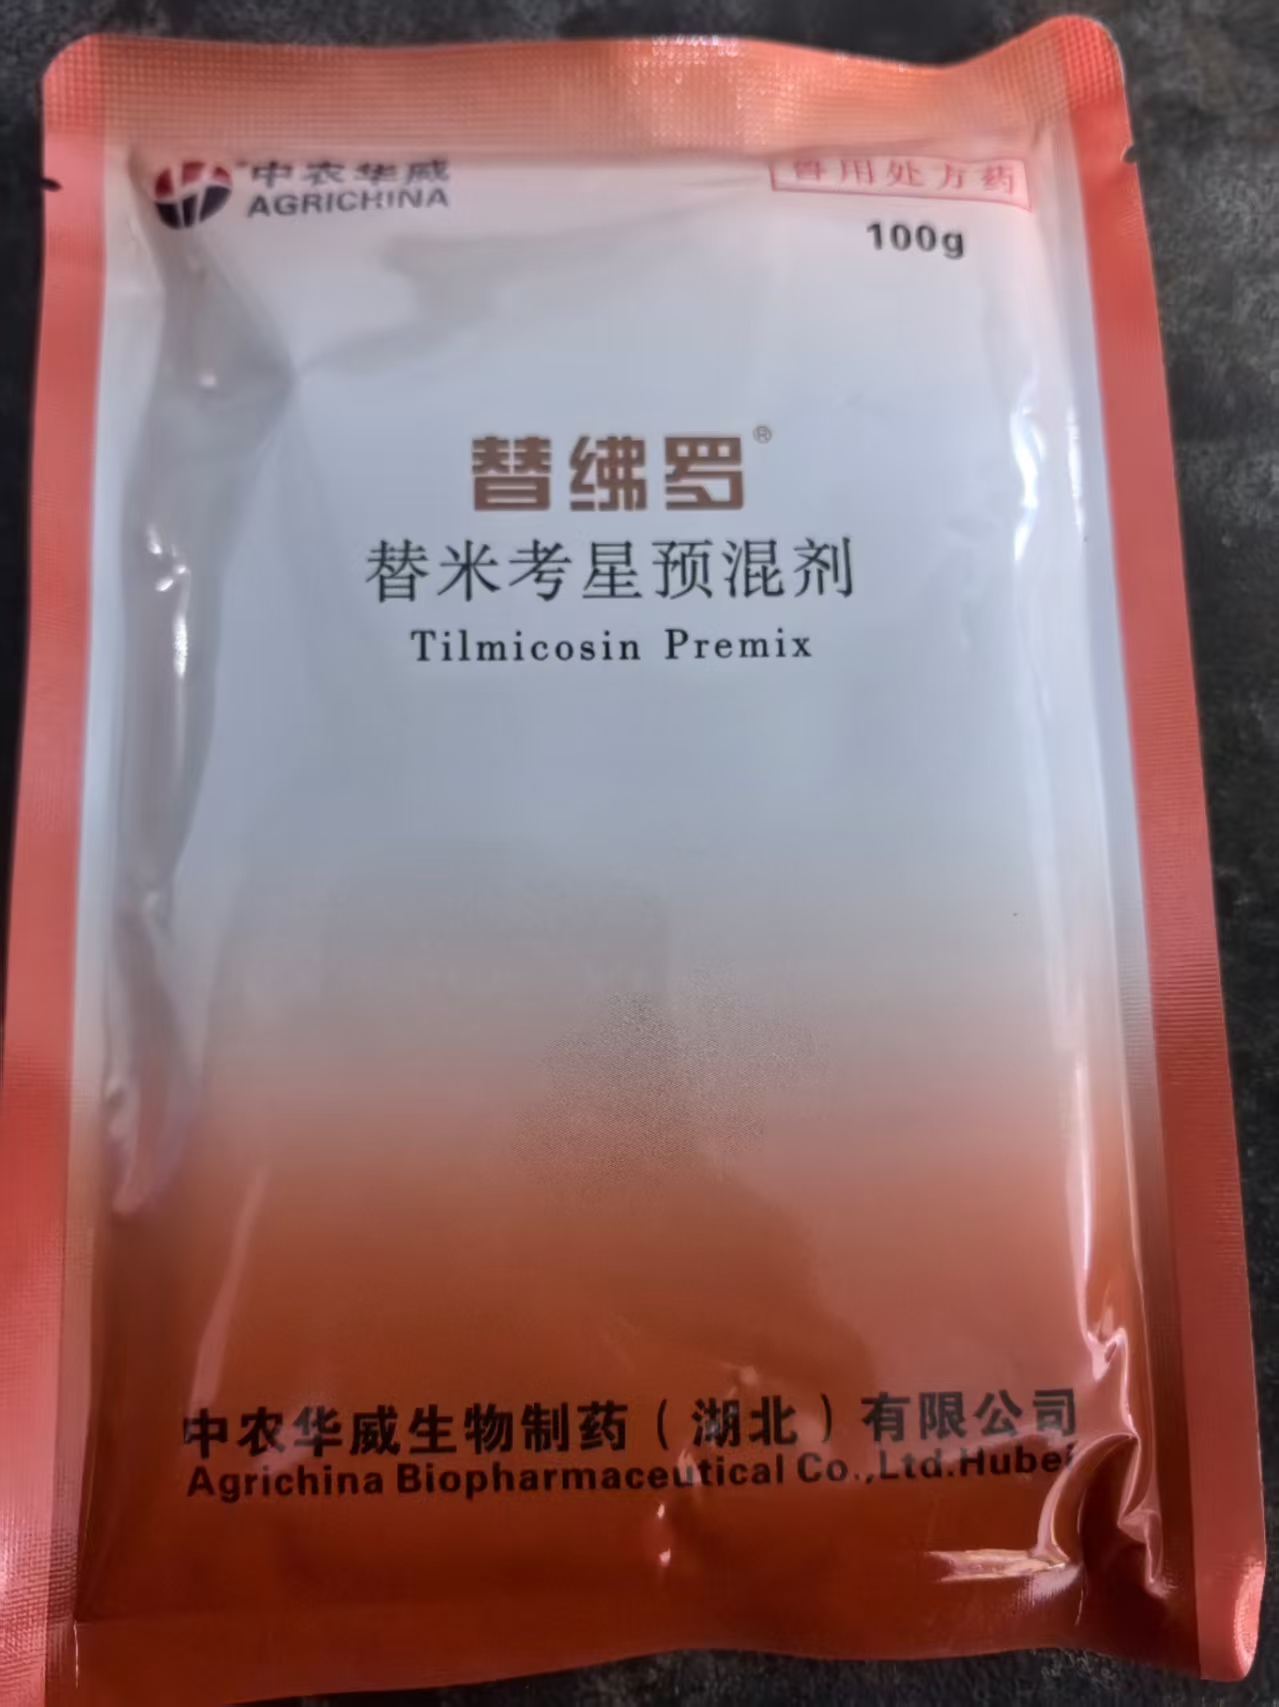 中农华威
AGRICHINA
兽用处方药
100g
替绋罗®
替米考星预混剂
Tilmicosin Premix
中农华威生物制药（湖北）有限公司
Agrichina Biopharmaceutical Co.,Ltd.Hubei